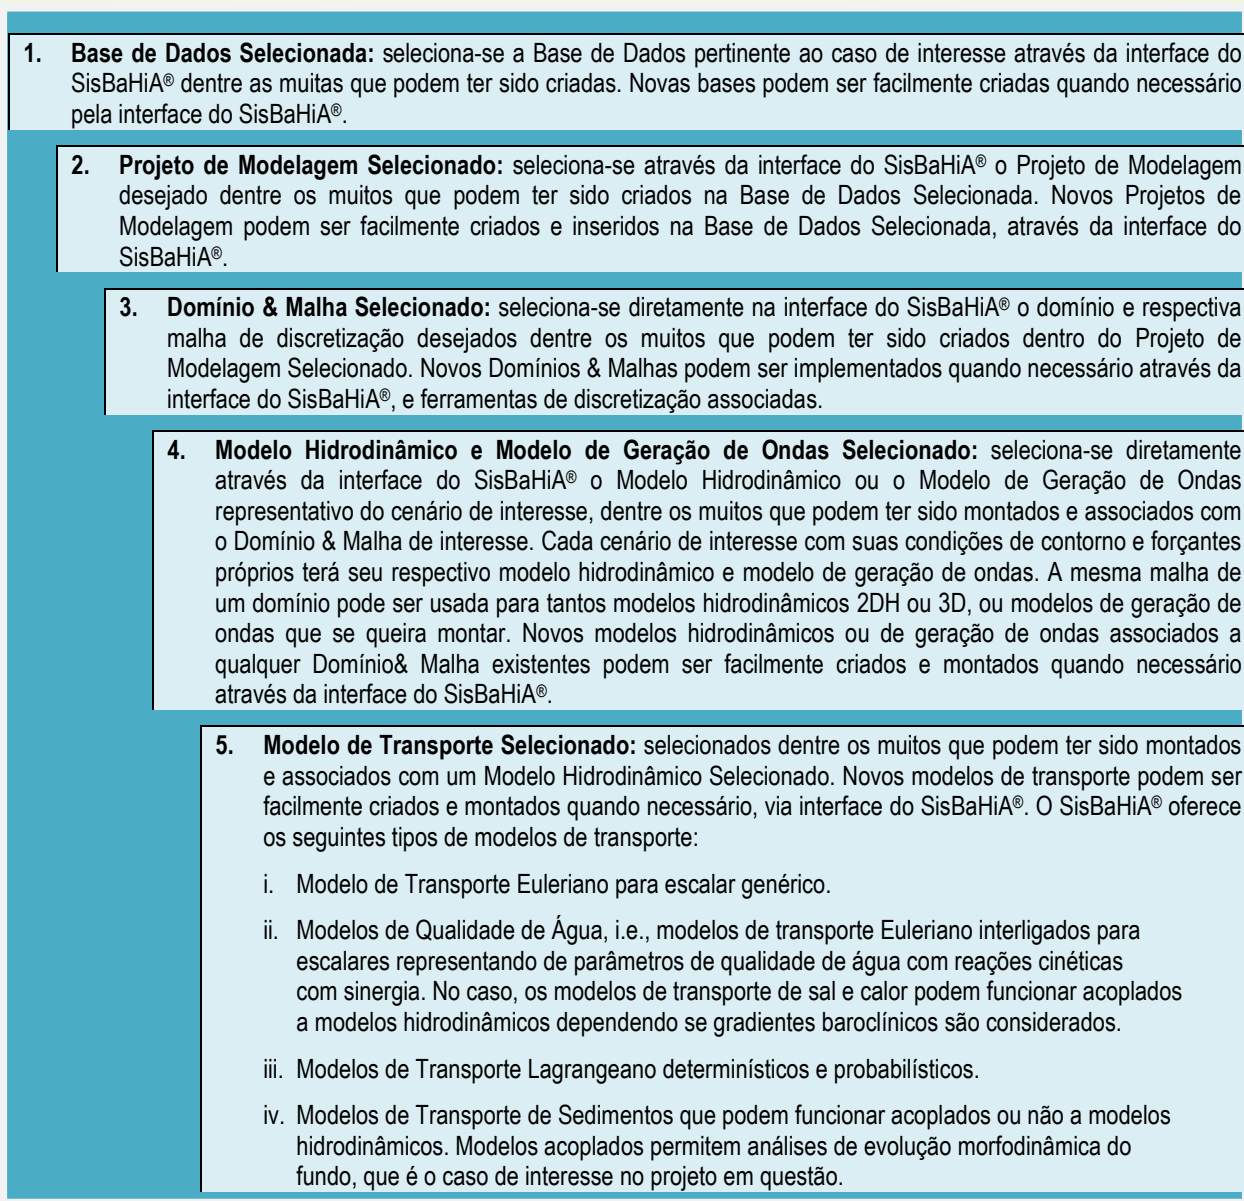 1. Base de Dados Selecionada: seleciona-se a Base de Dados pertinente ao caso de interesse através da interface do
SisBaHiA® dentre as muitas que podem ter sido criadas. Novas bases podem ser facilmente criadas quando necessário
pela interface do SisBaHiA®.
2. Projeto de Modelagem Selecionado: seleciona-se através da interface do SisBaHiA® o Projeto de Modelagem
desejado dentre os muitos que podem ter sido criados na Base de Dados Selecionada. Novos Projetos de
Modelagem podem ser facilmente criados e inseridos na Base de Dados Selecionada, através da interface do
SisBaHiA®.
3. Domínio & Malha Selecionado: seleciona-se diretamente na interface do SisBaHiA® o domínio e respectiva
malha de discretização desejados dentre os muitos que podem ter sido criados dentro do Projeto de
Modelagem Selecionado. Novos Domínios & Malhas podem ser implementados quando necessário através da
interface do SisBaHiA®, e ferramentas de discretização associadas.
4. Modelo Hidrodinâmico e Modelo de Geração de Ondas Selecionado: seleciona-se diretamente
através da interface do SisBaHiA® o Modelo Hidrodinâmico ou o Modelo de Geração de Ondas
representativo do cenário de interesse, dentre os muitos que podem ter sido montados e associados com
o Domínio & Malha de interesse. Cada cenário de interesse com suas condições de contorno e forçantes
próprios terá seu respectivo modelo hidrodinâmico e modelo de geração de ondas. A mesma malha de
um domínio pode ser usada para tantos modelos hidrodinâmicos 2DH ou 3D, ou modelos de geração de
ondas que se queira montar. Novos modelos hidrodinâmicos ou de geração de ondas associados a
qualquer Domínio& Malha existentes podem ser facilmente criados e montados quando necessário
através da interface do SisBaHiA®.
5. Modelo de Transporte Selecionado: selecionados dentre os muitos que podem ter sido montados
e associados com um Modelo Hidrodinâmico Selecionado. Novos modelos de transporte podem ser
facilmente criados e montados quando necessário, via interface do SisBaHiA®. O SisBaHiA® oferece
os seguintes tipos de modelos de transporte:
i. Modelo de Transporte Euleriano para escalar genérico.
ii. Modelos de Qualidade de Água, i.e., modelos de transporte Euleriano interligados para
escalares representando de parâmetros de qualidade de água com reações cinéticas
com sinergia. No caso, os modelos de transporte de sal e calor podem funcionar acoplados
a modelos hidrodinâmicos dependendo se gradientes baroclínicos são considerados.
iii. Modelos de Transporte Lagrangeano determinísticos e probabilísticos.
iv. Modelos de Transporte de Sedimentos que podem funcionar acoplados ou não a modelos
hidrodinâmicos. Modelos acoplados permitem análises de evolução morfodinâmica do
fundo, que é o caso de interesse no projeto em questão.